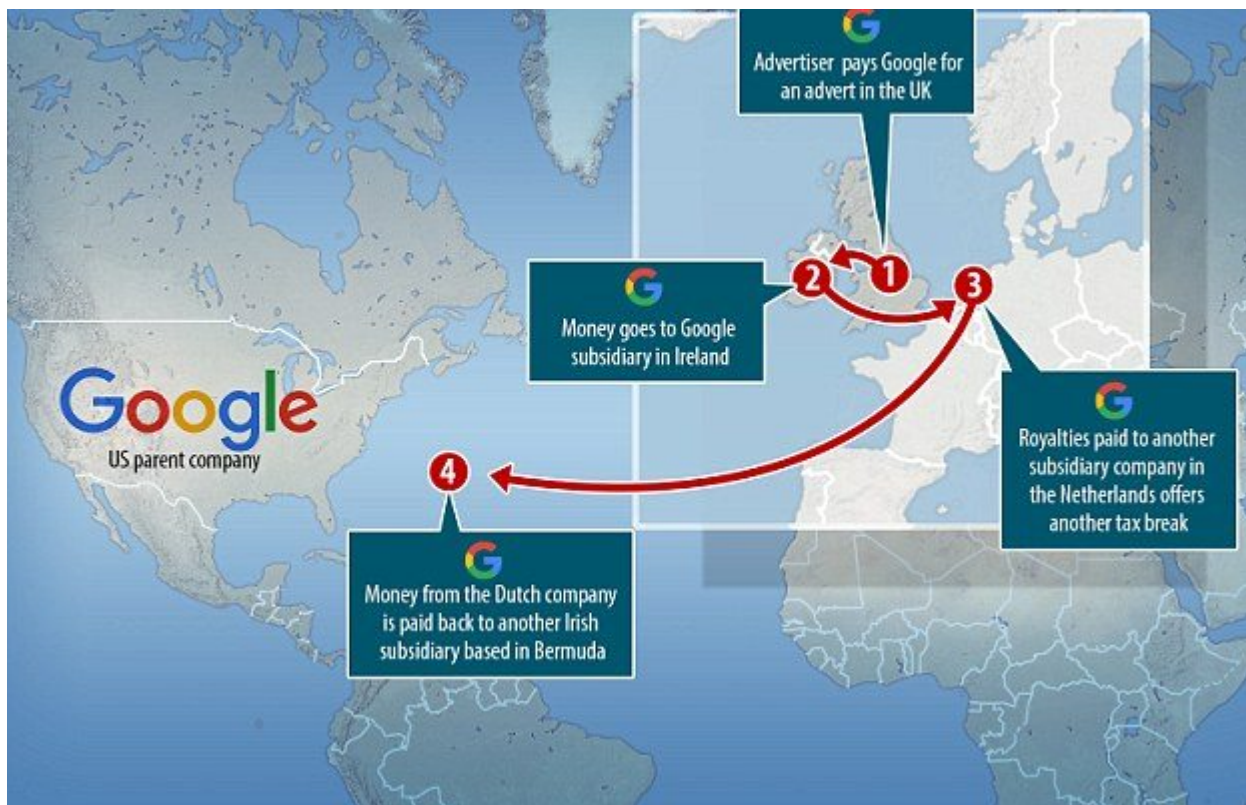 Advertiser pays Google for
an advert in the UK
1
2
3
Money goes to Google
subsidiary in Ireland
Google
US parent company
4
Royalties paid to another
subsidiary company in
the Netherlands offers
another tax break
Money from the Dutch company
is paid back to another Irish
subsidiary based in Bermuda